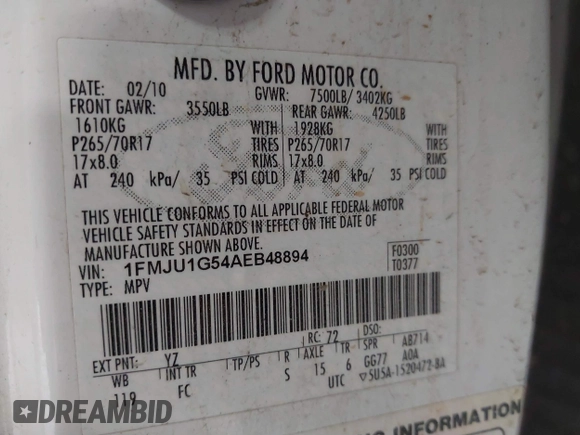 MFD. BY FORD MOTOR CO.
DATE: 02/10 GVWR: 7500LB/ 3402KG
FRONT GAWR: 3550LB REAR GAWR: 4250LB
1610KG WITH 1928KG WITH
P265/70R17 TIRES P265/70R17 TIRES
17x8.0 RIMS 17x8.0 RIMS
AT 240 kPa/ 35 PSI COLD AT 240 kPa/ 35 PSI COLD
THIS VEHICLE CONFORMS TO ALL APPLICABLE FEDERAL MOTOR
VEHICLE SAFETY STANDARDS IN EFFECT ON THE DATE OF
MANUFACTURE SHOWN ABOVE.
VIN: 1FMJU1G54AEB48894 F0300
TYPE: MPV T0377
EXT PNT: YZ RC: 72 DSO:
WB INT TR TP/PS R AXLE TR SPR AB714
119 FC S 15 6 GG77 A0A
UTC 5U5A-1520472-BA
NG INFORMATION
DREAMBID